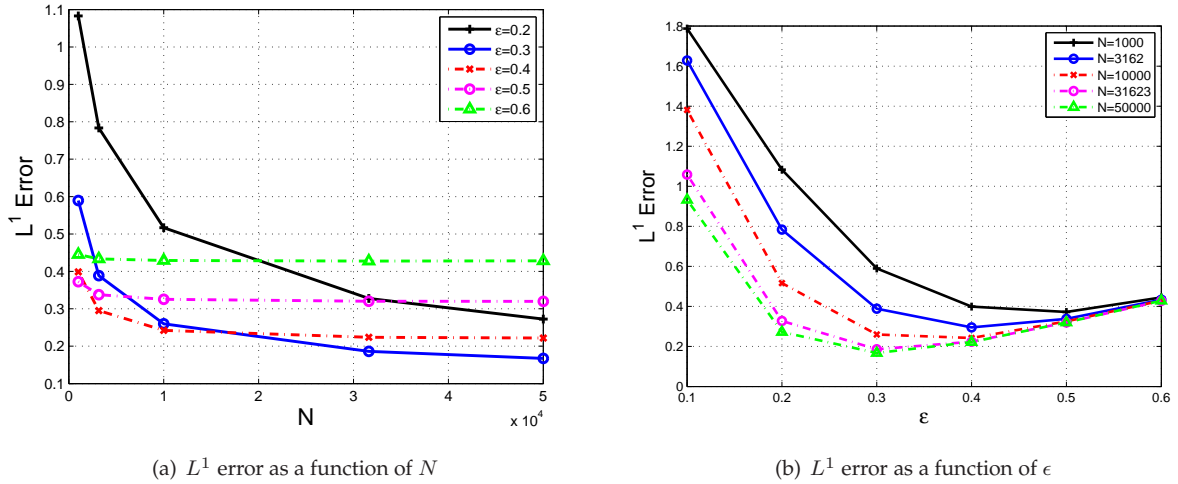 1.1
1
0.9
0.8
0.7
0.6
0.5
0.4
0.3
0.2
0.1
0
1
2
3
4
5
x 10⁴
L¹ Error
N
ε=0.2
ε=0.3
ε=0.4
ε=0.5
ε=0.6
(a) L¹ error as a function of N
1.8
1.6
1.4
1.2
1
0.8
0.6
0.4
0.2
0
0.1
0.2
0.3
0.4
0.5
0.6
L¹ Error
ε
N=1000
N=3162
N=10000
N=31623
N=50000
(b) L¹ error as a function of ϵ